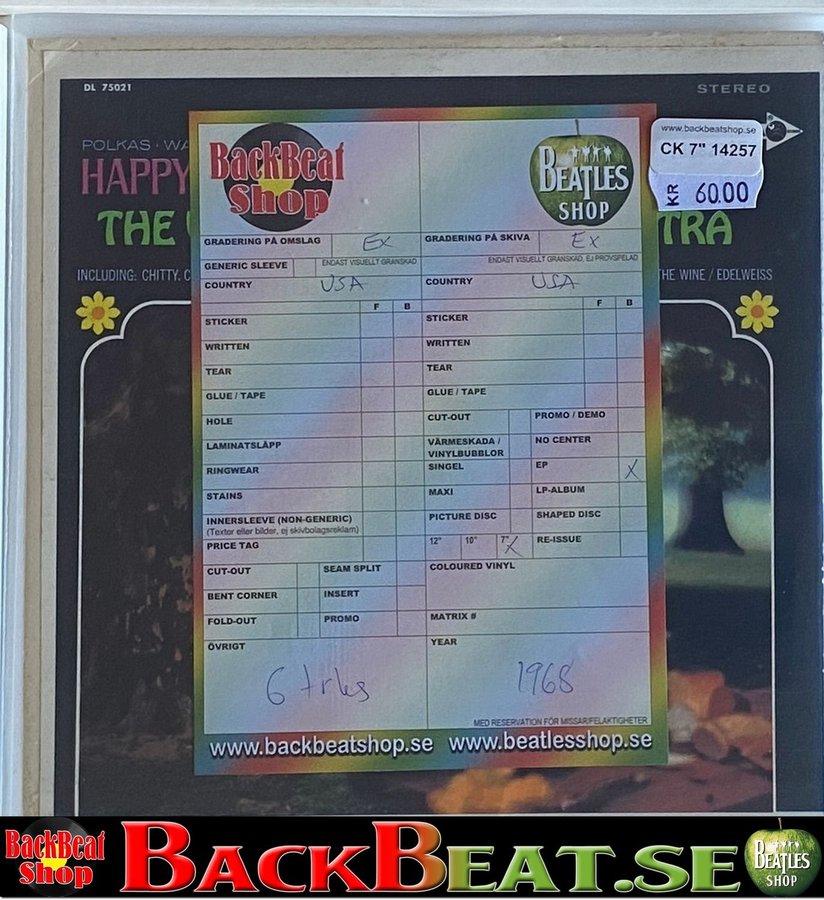 DL 75021
STEREO
POLKAS · WA
HAPPY
THE
TRA
INCLUDING: CHITTY, C
THE WINE / EDELWEISS
www.backbeatshop.se
CK 7" 14257
KR 60.00
BackBeat
Shop
BEATLES
SHOP
GRADERING PÅ OMSLAG Ex
GENERIC SLEEVE
ENDAST VISUELLT GRANSKAD
COUNTRY USA
F B
STICKER
WRITTEN
TEAR
GLUE / TAPE
HOLE
LAMINATSLÄPP
RINGWEAR
STAINS
INNERSLEEVE (NON-GENERIC)
(Texter eller bilder, ej skivbolagsreklam)
PRICE TAG
CUT-OUT SEAM SPLIT
BENT CORNER INSERT
FOLD-OUT PROMO
ÖVRIGT
6 trks
GRADERING PÅ SKIVA Ex
ENDAST VISUELLT GRANSKAD, EJ PROVSPELAD
COUNTRY USA
F B
STICKER
WRITTEN
TEAR
GLUE / TAPE
CUT-OUT PROMO / DEMO
VÄRMESKADA / NO CENTER
VINYLBUBBLOR
SINGEL EP X
MAXI LP-ALBUM
PICTURE DISC SHAPED DISC
12" 10" 7" X RE-ISSUE
COLOURED VINYL
MATRIX #
YEAR
1968
MED RESERVATION FÖR MISSAR/FELAKTIGHETER
www.backbeatshop.se www.beatlesshop.se
BackBeat
Shop
BACKBEAT.SE
BEATLES
SHOP